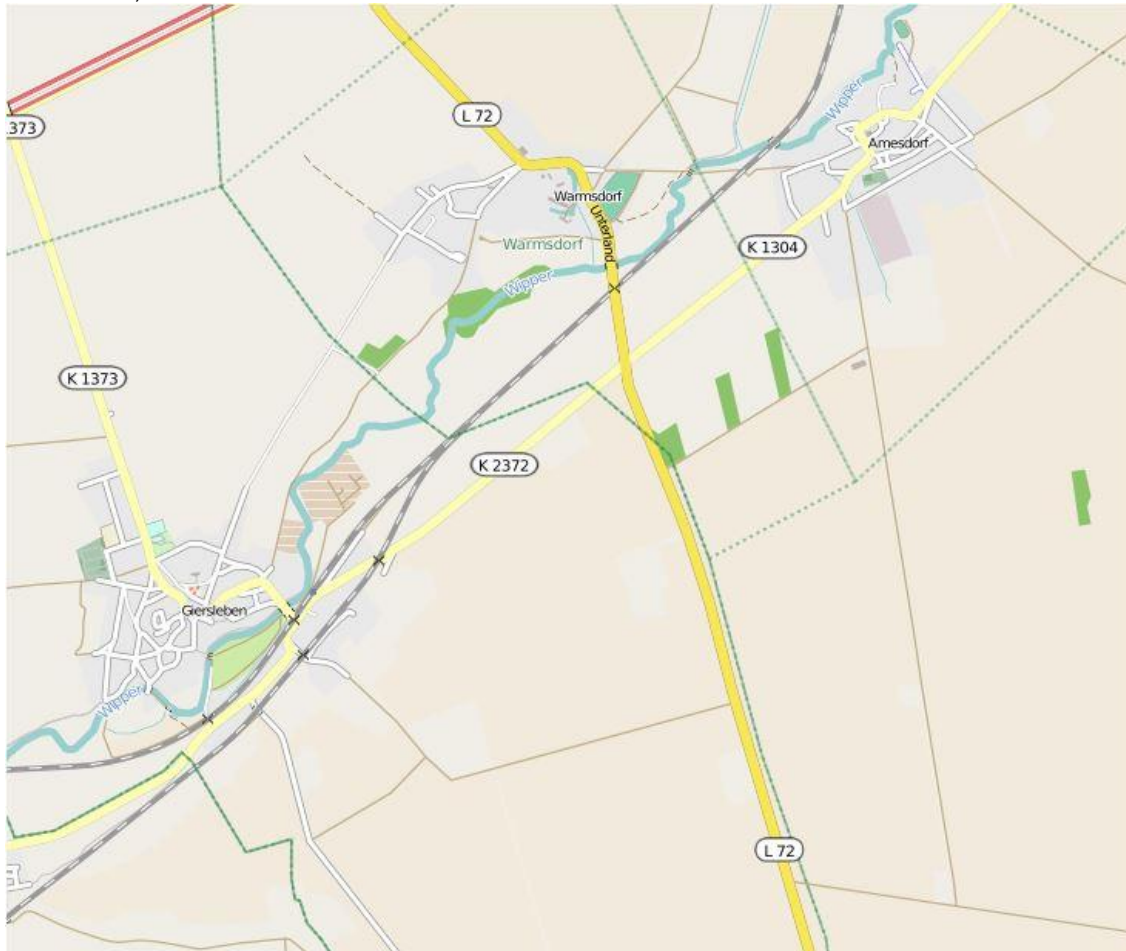 L 72
1373
Wipper
Amesdorf
Warmsdorf
Unterland
Warmsdorf
K 1304
Wipper
K 1373
K 2372
Giersleben
Wipper
L 72